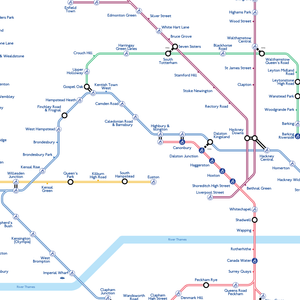 Edmonton Green
Silver Street
White Hart Lane
Bruce Grove
Highams Park
Wood Street
Harringay
Green Lanes
Seven Sisters
Crouch Hill
South
Tottenham
Blackhorse
Road
Walthamstow
Central
Walthamstow
Queen's Road
Upper
Holloway
Stamford Hill
St James Street
Leyton Midland
Road
Leytonstone
High Road
Gospel Oak
Kentish Town
West
Stoke Newington
Clapton
Wanstead Park
Hampstead Heath
Camden Road
Rectory Road
Woodgrange Park
Finchley Road
& Frognal
Caledonian Road
& Barnsbury
Highbury &
Islington
West Hampstead
Dalston
Kingsland
Hackney
Downs
Barking
Brondesbury
Canonbury
Brondesbury Park
Dalston Junction
Hackney
Central
Homerton
Kensal Rise
Haggerston
Willesden
Junction
Queen's
Park
Kilburn High
Road
South
Hampstead
Euston
Hoxton
Kensal
Green
Shoreditch High Street
Bethnal Green
Liverpool Street
Whitechapel
Shadwell
Kensington
(Olympia)
Wapping
West
Brompton
River Thames
Rotherhithe
Canada Water
Imperial Wharf
Surrey Quays
Clapham
Junction
Wandsworth
Road
Clapham
High Street
Denmark Hill
Peckham Rye
Queens Road
Peckham